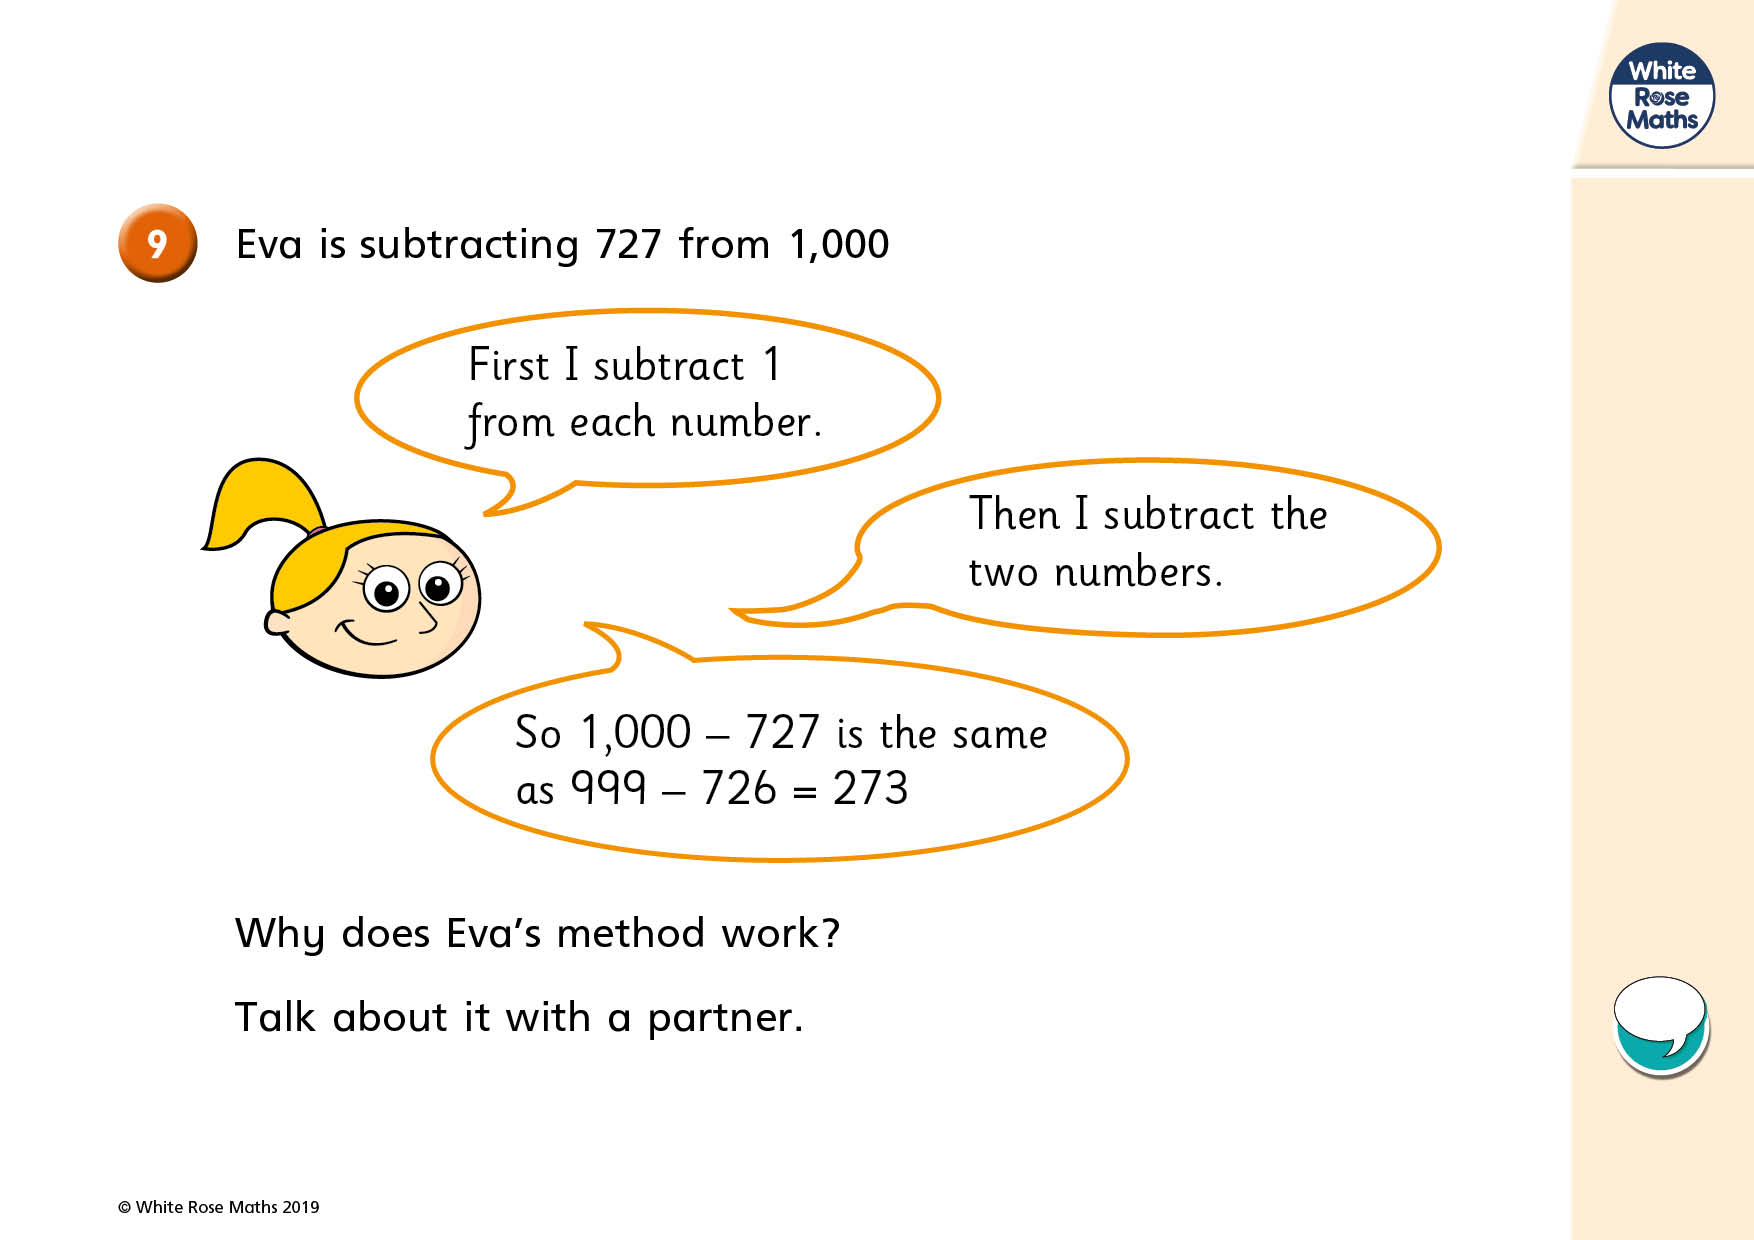 White
Rose
Maths
9
Eva is subtracting 727 from 1,000
First I subtract 1
from each number.
Then I subtract the
two numbers.
So 1,000 – 727 is the same
as 999 – 726 = 273
Why does Eva’s method work?
Talk about it with a partner.
© White Rose Maths 2019